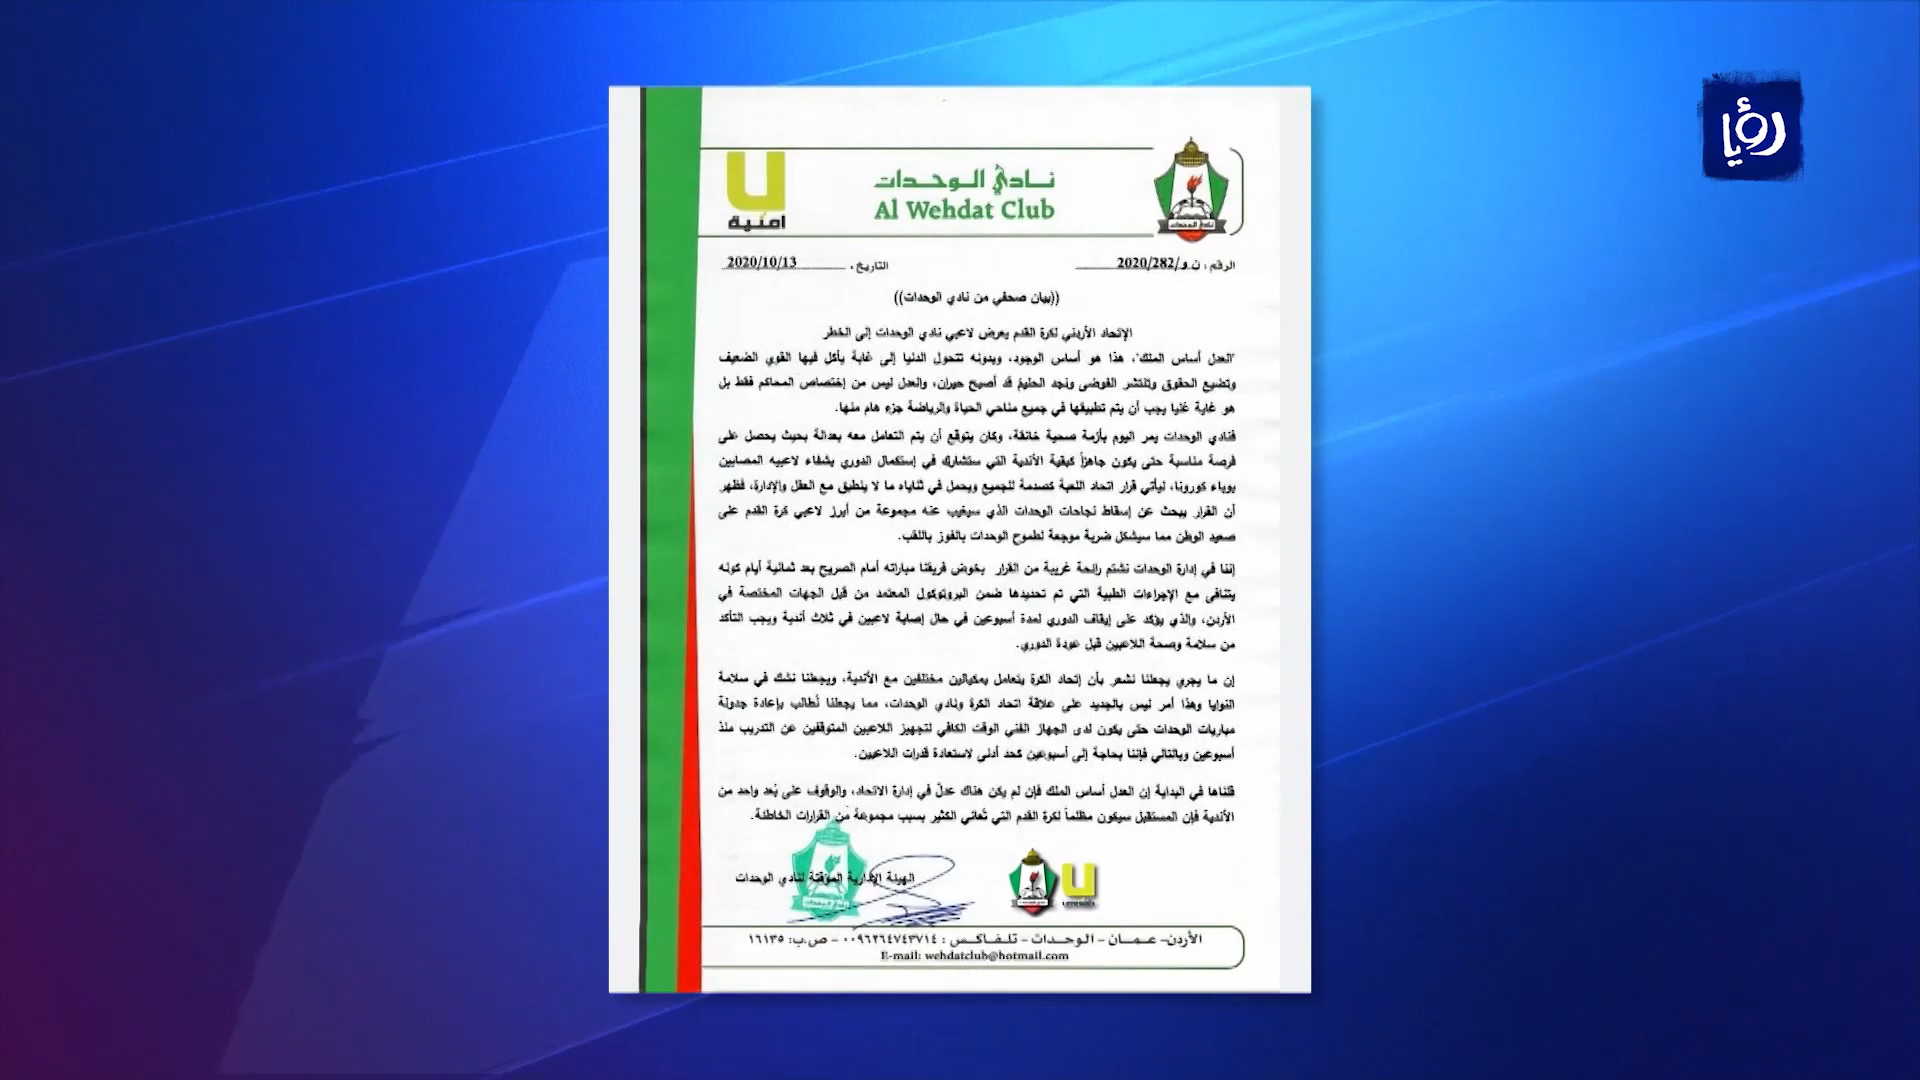 رؤيا
امنية
نادي الوحدات
Al Wehdat Club
نادي الوحدات
الرقم : ن و/2020/282
التاريخ : 2020/10/13
((بيان صحفي من نادي الوحدات))
الإتحاد الأردني لكرة القدم يعرض لاعبي نادي الوحدات إلى الخطر
"العدل أساس الملك"، هذا هو أساس الوجود، وبدونه تتحول الدنيا إلى غابة يأكل فيها القوي الضعيف
وتضيع الحقوق وتنتشر الفوضى ونجد الحليمُ قد أصبح حيران، والعدل ليس من إختصاص المحاكم فقط بل
هو غاية عُليا يجب أن يتم تطبيقها في جميع مناحي الحياة والرياضة جزء هام منها.
فنادي الوحدات يمر اليوم بأزمة صحية خانقة، وكان يتوقع أن يتم التعامل معه بعدالة بحيث يحصل على
فرصة مناسبة حتى يكون جاهزاً كبقية الأندية التي ستشارك في إستكمال الدوري بشفاء لاعبيه المصابين
بوباء كورونا، ليأتي قرار اتحاد اللعبة كصدمة للجميع ويحمل في ثناياه ما لا ينطبق مع العقل والإدارة، فظهر
أن القرار يبحث عن إسقاط نجاحات الوحدات الذي سيغيب عنه مجموعة من أبرز لاعبي كرة القدم على
صعيد الوطن مما سيشكل ضربة موجعة لطموح الوحدات بالفوز باللقب.
إننا في إدارة الوحدات نشتم رائحة غريبة من القرار بخوض فريقنا مباراته أمام الصريح بعد ثمانية أيام كونه
يتنافى مع الإجراءات الطبية التي تم تحديدها ضمن البروتوكول المعتمد من قبل الجهات المختصة في
الأردن، والذي يؤكد على إيقاف الدوري لمدة أسبوعين في حال إصابة لاعبين في ثلاث أندية ويجب التأكد
من سلامة وصحة اللاعبين قبل عودة الدوري.
إن ما يجري يجعلنا نشعر بأن إتحاد الكرة يتعامل بمكيالين مختلفين مع الأندية، ويجعلنا نشك في سلامة
النوايا وهذا أمر ليس بالجديد على علاقة اتحاد الكرة ونادي الوحدات، مما يجعلنا نُطالب بإعادة جدولة
مباريات الوحدات حتى يكون لدى الجهاز الفني الوقت الكافي لتجهيز اللاعبين المتوقفين عن التدريب منذ
أسبوعين وبالتالي فإننا بحاجة إلى أسبوعين كحد أدنى لاستعادة قدرات اللاعبين.
قلناها في البداية إن العدل أساس الملك فإن لم يكن هناك عدلٌ في إدارة الاتحاد، والوقوف على بُعد واحد من
الأندية فإن المستقبل سيكون مظلماً لكرة القدم التي تُعاني الكثير بسبب مجموعة من القرارات الخاطئة.
الهيئة الإدارية المؤقتة لنادي الوحدات
الأردن- عمـان - الوحدات - تلفاكس : ٠٠٩٦٢٦٤٧٤٣٧١٤ - ص.ب: ١٦١٣٥
E-mail: wehdatclub@hotmail.com